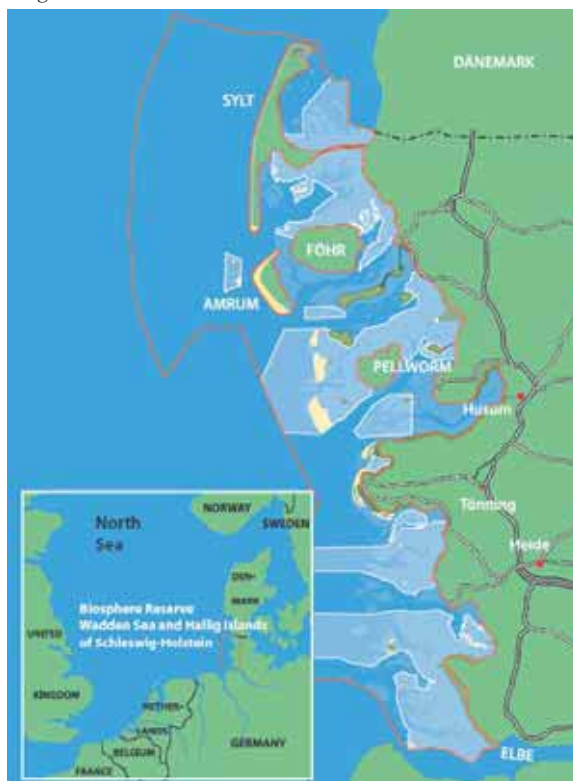 DÄNEMARK
SYLT
FÖHR
AMRUM
PELLWORM
Husum
Tönning
Heide
ELBE
North
Sea
NORWAY
SWEDEN
DEN-
MARK
Biosphere Reserve
Wadden Sea and Hallig Islands
of Schleswig-Holstein
UNITED
KINGDOM
NETHER-
LANDS
BELGIUM
GERMANY
FRANCE